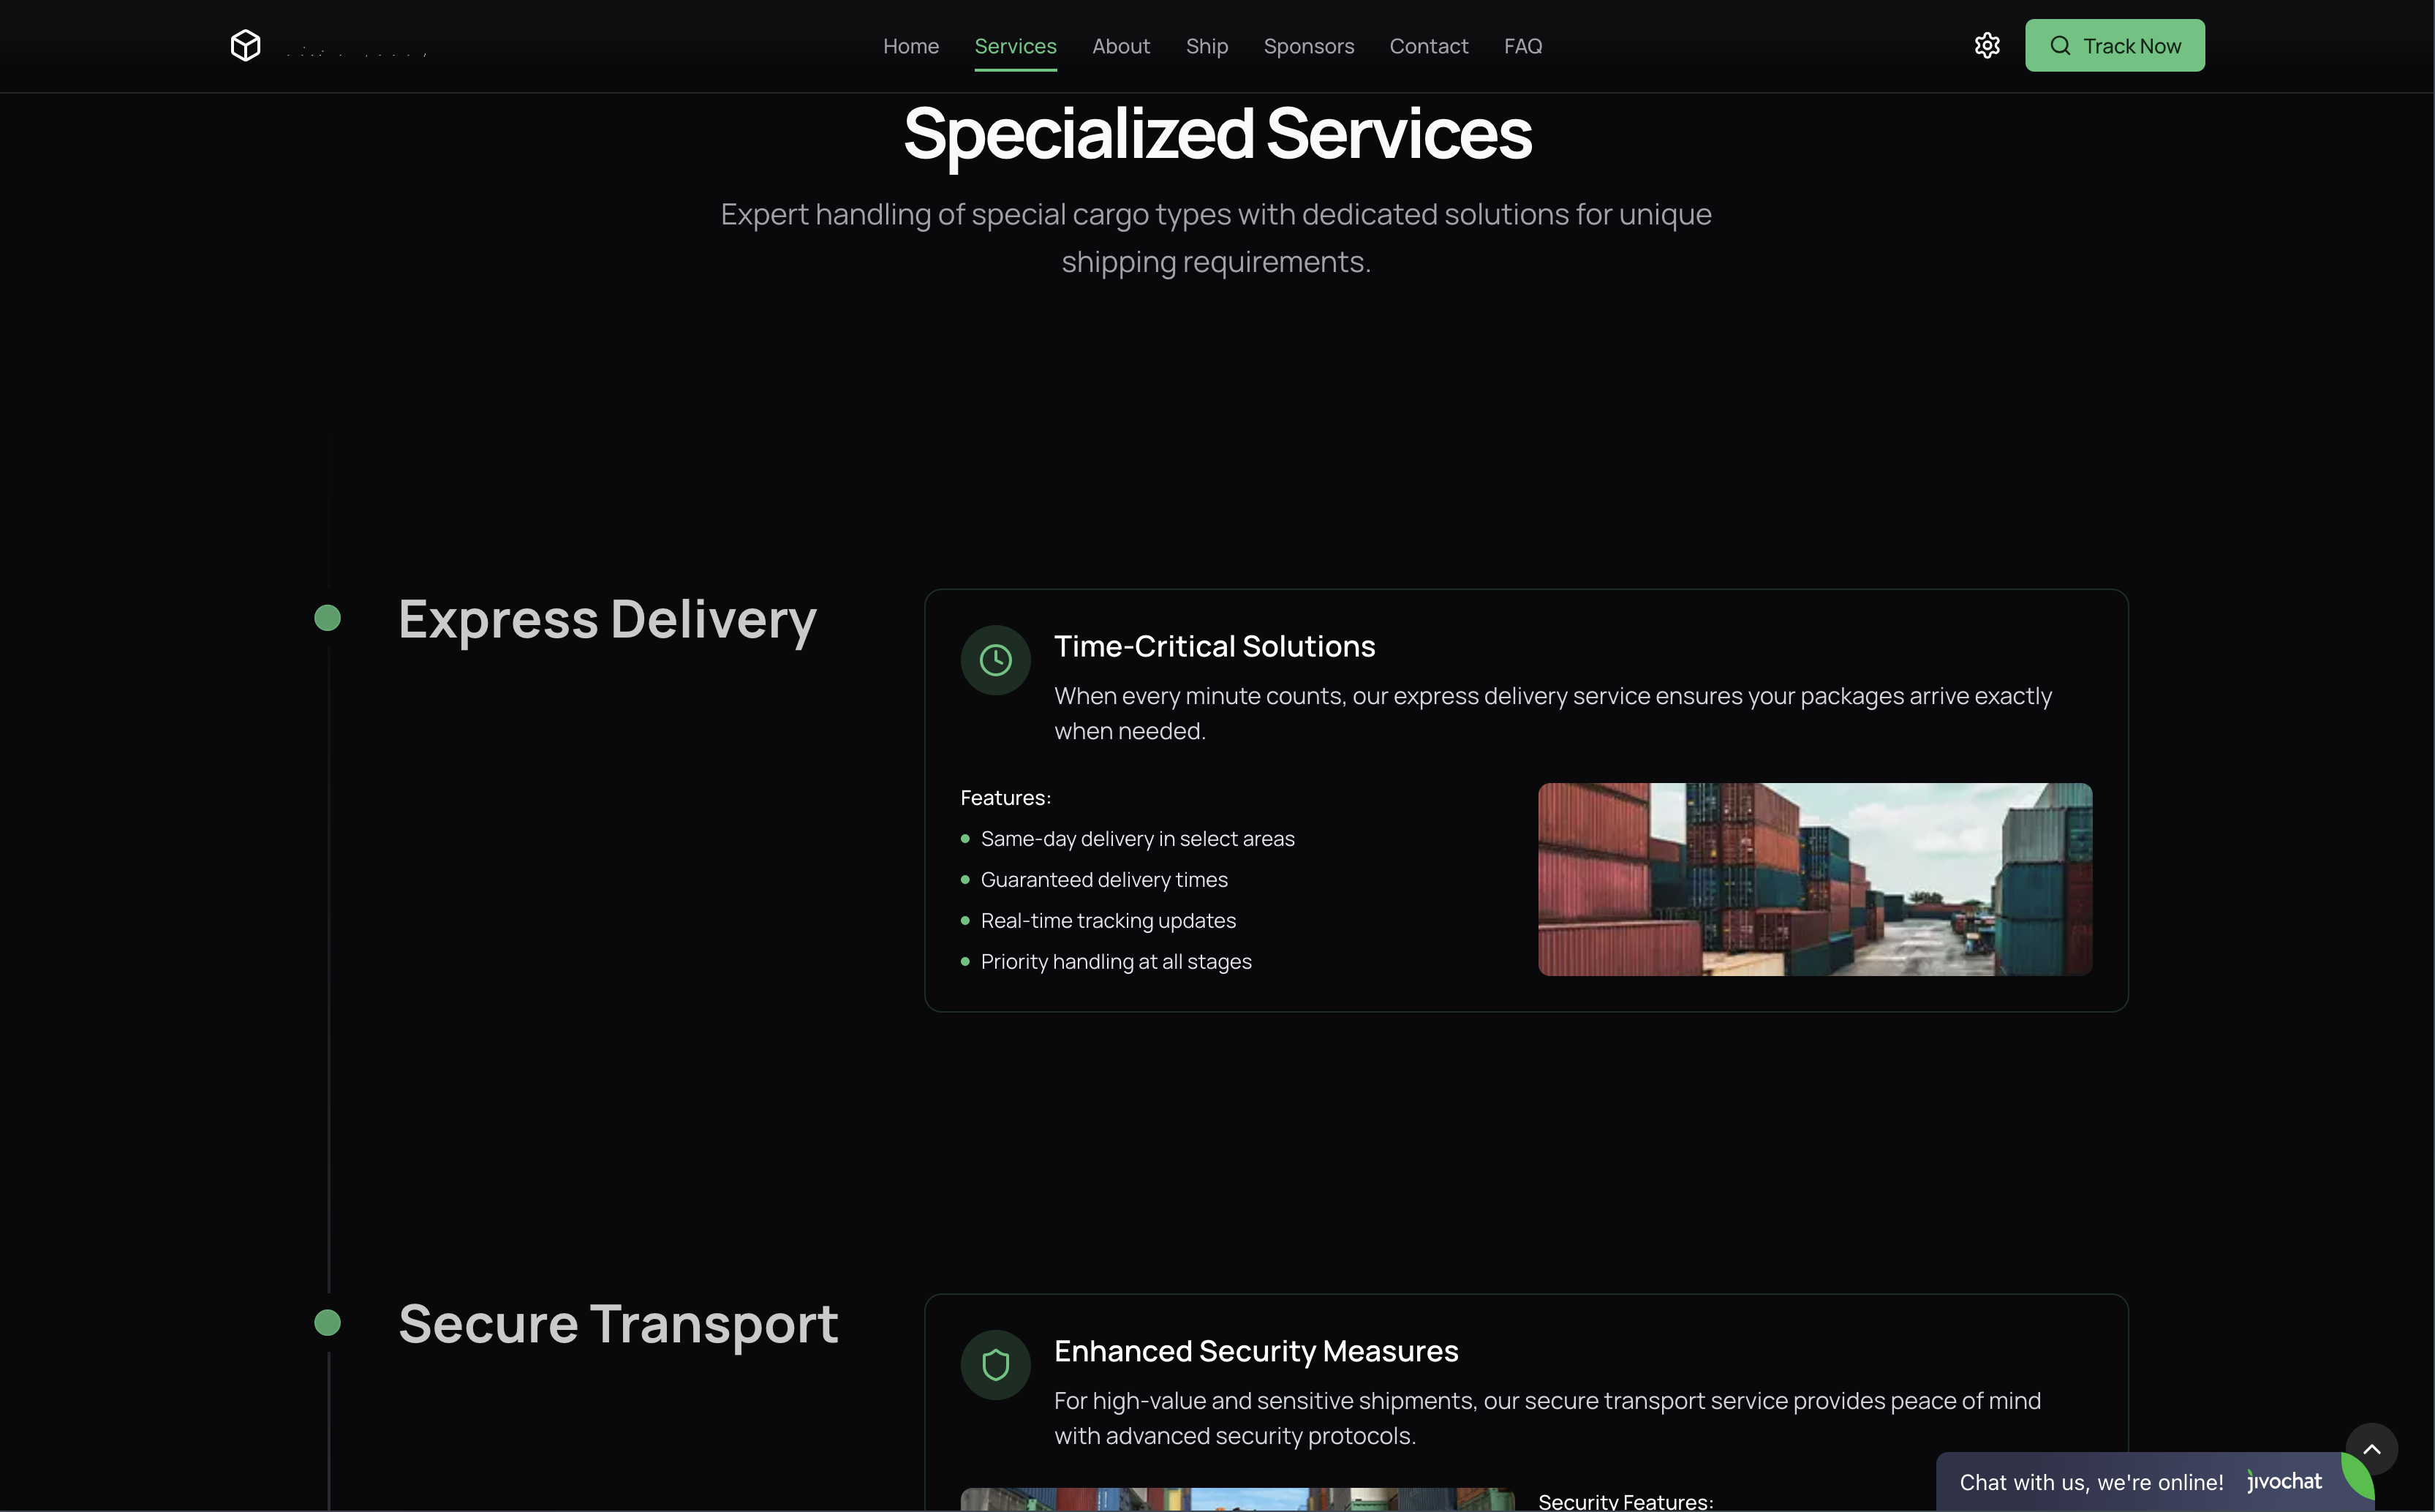 Home Services About Ship Sponsors Contact FAQ
Track Now
Specialized Services
Expert handling of special cargo types with dedicated solutions for unique
shipping requirements.
Express Delivery
Time-Critical Solutions
When every minute counts, our express delivery service ensures your packages arrive exactly
when needed.
Features:
Same-day delivery in select areas
Guaranteed delivery times
Real-time tracking updates
Priority handling at all stages
Secure Transport
Enhanced Security Measures
For high-value and sensitive shipments, our secure transport service provides peace of mind
with advanced security protocols.
Security Features:
Chat with us, we're online! jivochat